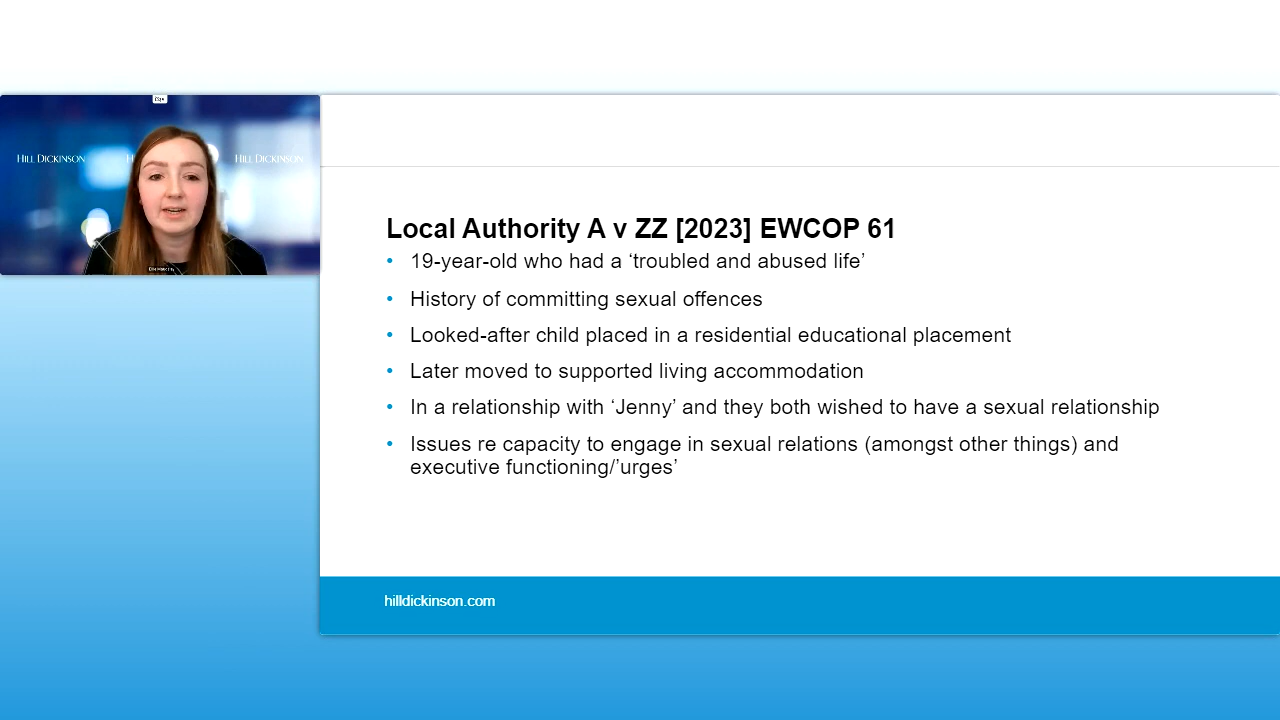 HILL DICKINSON
HILL DICKINSON
Local Authority A v ZZ [2023] EWCOP 61
• 19-year-old who had a ‘troubled and abused life’
• History of committing sexual offences
• Looked-after child placed in a residential educational placement
• Later moved to supported living accommodation
• In a relationship with ‘Jenny’ and they both wished to have a sexual relationship
• Issues re capacity to engage in sexual relations (amongst other things) and
executive functioning/’urges’
hilldickinson.com